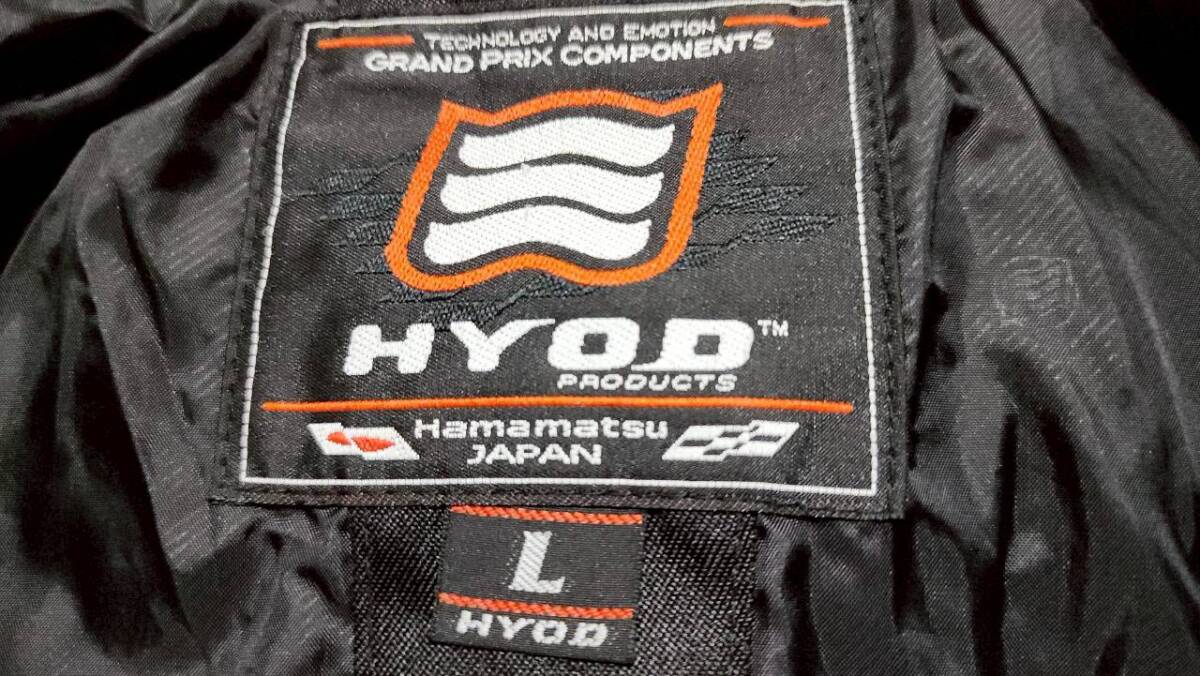 TECHNOLOGY AND EMOTION
GRAND PRIX COMPONENTS
HYOD™
PRODUCTS
Hamamatsu
JAPAN
L
HYOD